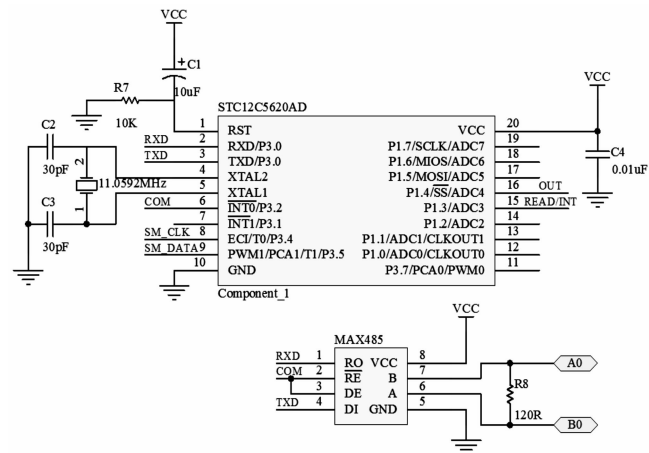 VCC
C1
10uF
R7
10K
STC12C5620AD
VCC
C2
30pF
2
11.0592MHz
1
C3
30pF
C4
0.01uF
1 RST VCC 20
RXD 2 RXD/P3.0 P1.7/SCLK/ADC7 19
TXD 3 TXD/P3.0 P1.6/MIOS/ADC6 18
4 XTAL2 P1.5/MOSI/ADC5 17
5 XTAL1 P1.4/SS/ADC4 16 OUT
COM 6 INT0/P3.2 P1.3/ADC3 15 READ/INT
7 INT1/P3.1 P1.2/ADC2 14
SM_CLK 8 ECI/T0/P3.4 P1.1/ADC1/CLKOUT1 13
SM_DATA 9 PWM1/PCA1/T1/P3.5 P1.0/ADC0/CLKOUT0 12
10 GND P3.7/PCA0/PWM0 11
Component_1
VCC
MAX485
RXD 1 RO VCC 8
COM 2 RE B 7 A0
3 DE A 6
TXD 4 DI GND 5 B0
R8
120R